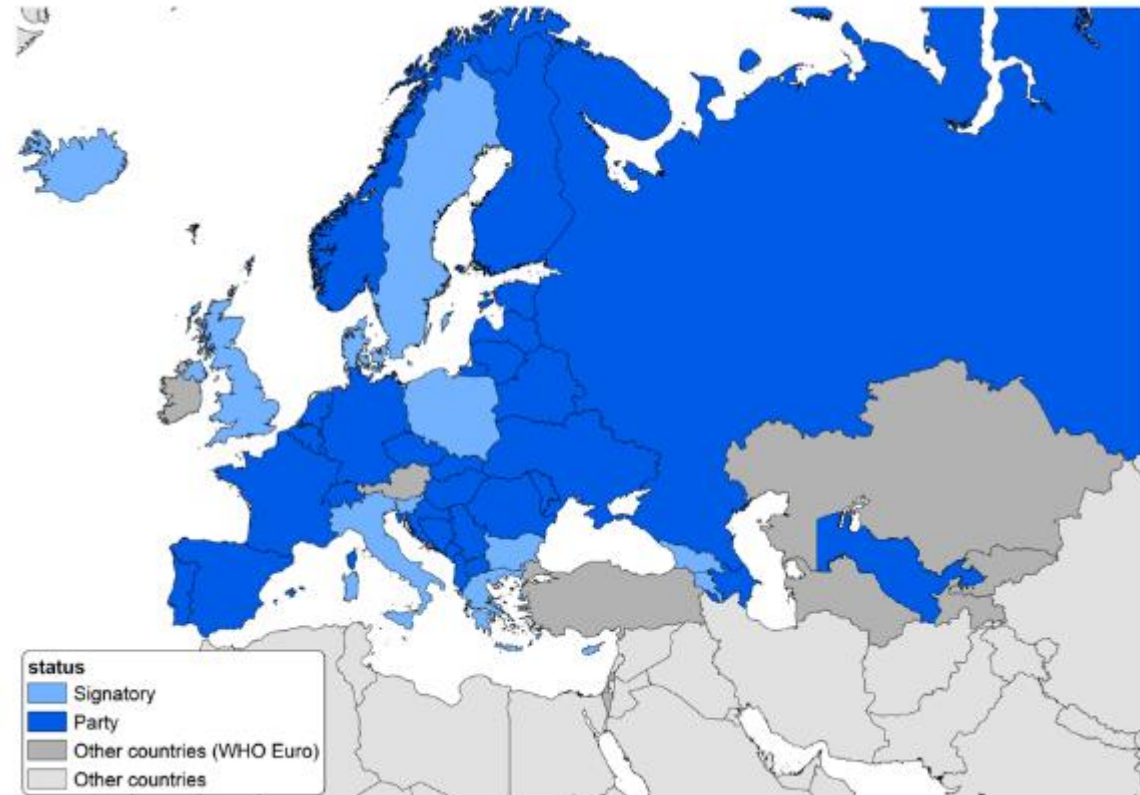 status
Signatory
Party
Other countries (WHO Euro)
Other countries